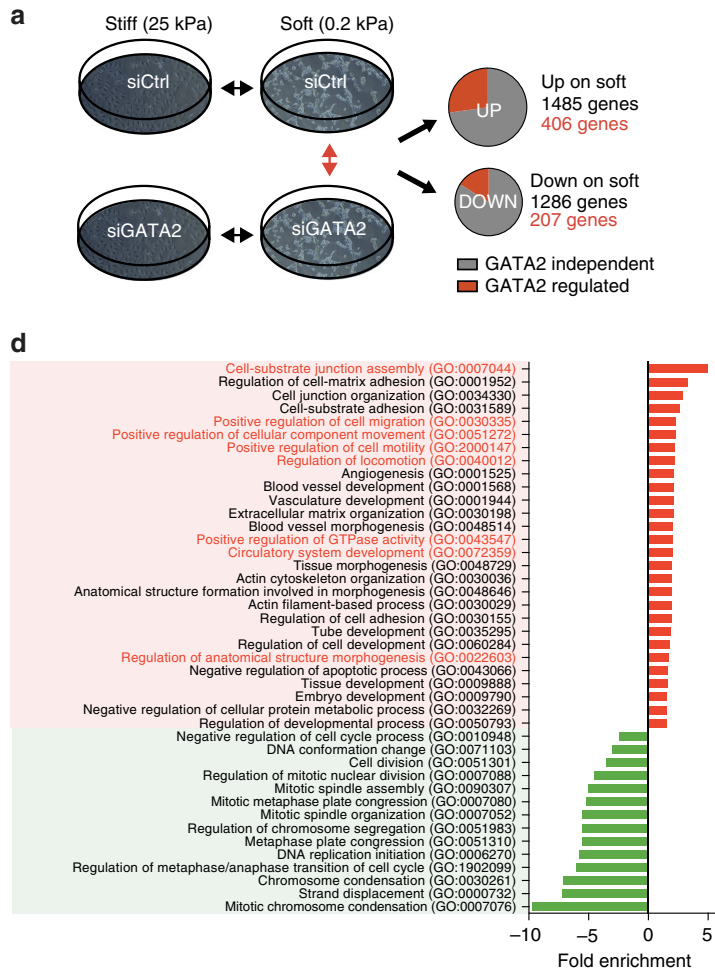 a
Stiff (25 kPa)
Soft (0.2 kPa)
siCtrl
siCtrl
siGATA2
siGATA2
UP
Up on soft
1485 genes
406 genes
DOWN
Down on soft
1286 genes
207 genes
GATA2 independent
GATA2 regulated
d
Cell-substrate junction assembly (GO:0007044)
Regulation of cell-matrix adhesion (GO:0001952)
Cell junction organization (GO:0034330)
Cell-substrate adhesion (GO:0031589)
Positive regulation of cell migration (GO:0030335)
Positive regulation of cellular component movement (GO:0051272)
Positive regulation of cell motility (GO:2000147)
Regulation of locomotion (GO:0040012)
Angiogenesis (GO:0001525)
Blood vessel development (GO:0001568)
Vasculature development (GO:0001944)
Extracellular matrix organization (GO:0030198)
Blood vessel morphogenesis (GO:0048514)
Positive regulation of GTPase activity (GO:0043547)
Circulatory system development (GO:0072359)
Tissue morphogenesis (GO:0048729)
Actin cytoskeleton organization (GO:0030036)
Anatomical structure formation involved in morphogenesis (GO:0048646)
Actin filament-based process (GO:0030029)
Regulation of cell adhesion (GO:0030155)
Tube development (GO:0035295)
Regulation of cell development (GO:0060284)
Regulation of anatomical structure morphogenesis (GO:0022603)
Negative regulation of apoptotic process (GO:0043066)
Tissue development (GO:0009888)
Embryo development (GO:0009790)
Negative regulation of cellular protein metabolic process (GO:0032269)
Regulation of developmental process (GO:0050793)
Negative regulation of cell cycle process (GO:0010948)
DNA conformation change (GO:0071103)
Cell division (GO:0051301)
Regulation of mitotic nuclear division (GO:0007088)
Mitotic spindle assembly (GO:0090307)
Mitotic metaphase plate congression (GO:0007080)
Mitotic spindle organization (GO:0007052)
Regulation of chromosome segregation (GO:0051983)
Metaphase plate congression (GO:0051310)
DNA replication initiation (GO:0006270)
Regulation of metaphase/anaphase transition of cell cycle (GO:1902099)
Chromosome condensation (GO:0030261)
Strand displacement (GO:0000732)
Mitotic chromosome condensation (GO:0007076)
−10 −5 0 5
Fold enrichment